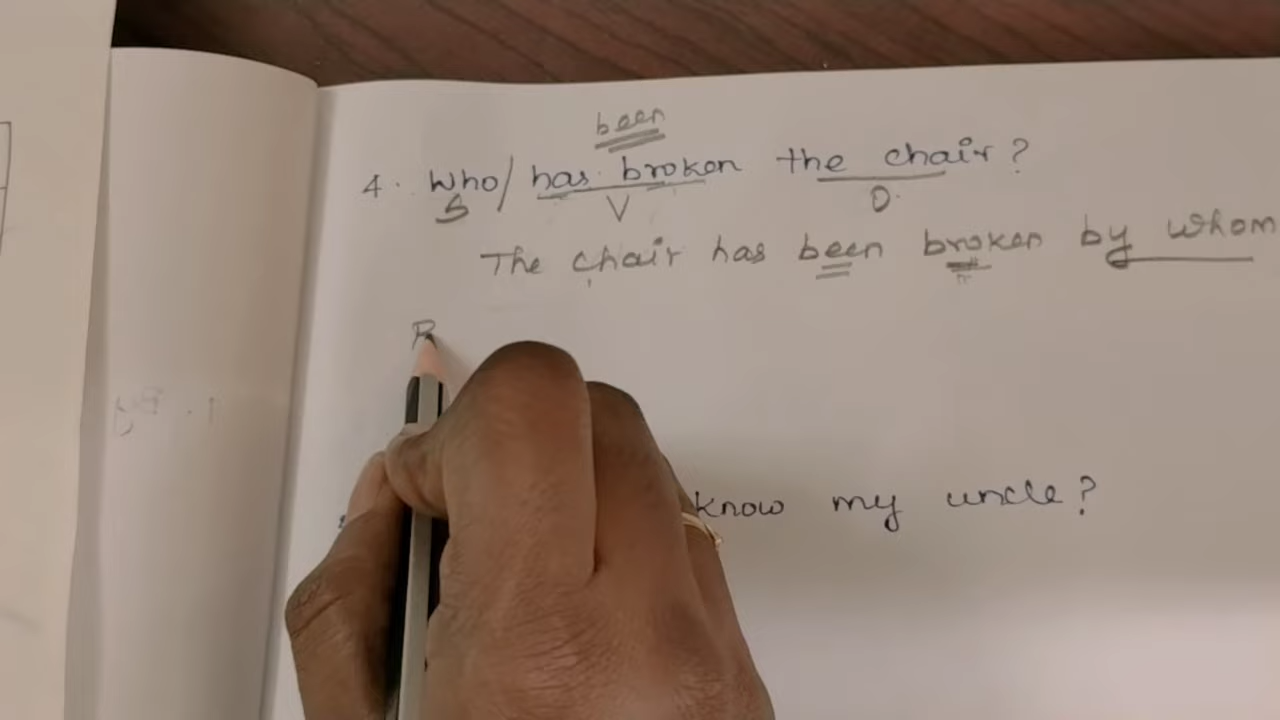 been
4. Who/ has broken the chair?
S V O.
The chair has been broken by whom
B
know my uncle?